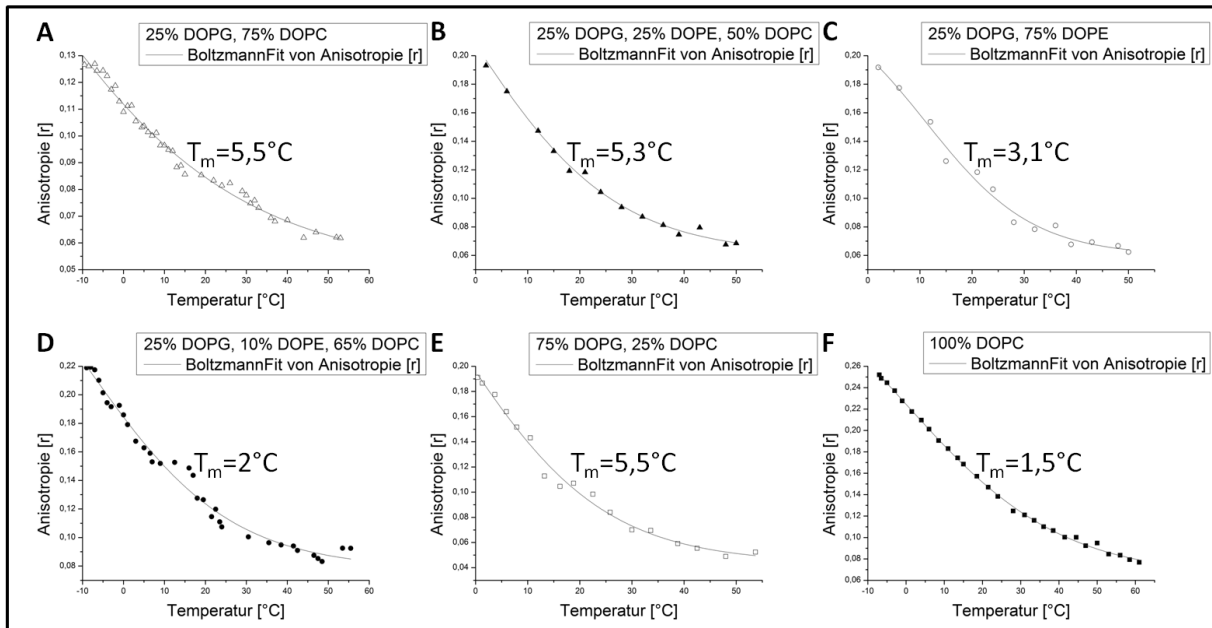 A
25% DOPG, 75% DOPC
BoltzmannFit von Anisotropie [r]
0,13
0,12
0,11
0,10
0,09
0,08
0,07
0,06
0,05
Anisotropie [r]
Tm=5,5°C
-10 0 10 20 30 40 50 60
Temperatur [°C]
B
25% DOPG, 25% DOPE, 50% DOPC
BoltzmannFit von Anisotropie [r]
0,20
0,18
0,16
0,14
0,12
0,10
0,08
0,06
Anisotropie [r]
Tm=5,3°C
0 10 20 30 40 50
Temperatur [°C]
C
25% DOPG, 75% DOPE
BoltzmannFit von Anisotropie [r]
0,20
0,18
0,16
0,14
0,12
0,10
0,08
0,06
Anisotropie [r]
Tm=3,1°C
0 10 20 30 40 50
Temperatur [°C]
D
25% DOPG, 10% DOPE, 65% DOPC
BoltzmannFit von Anisotropie [r]
0,22
0,20
0,18
0,16
0,14
0,12
0,10
0,08
Anisotropie [r]
Tm=2°C
-10 0 10 20 30 40 50 60
Temperatur [°C]
E
75% DOPG, 25% DOPC
BoltzmannFit von Anisotropie [r]
0,20
0,18
0,16
0,14
0,12
0,10
0,08
0,06
0,04
Anisotropie [r]
Tm=5,5°C
0 10 20 30 40 50
Temperatur [°C]
F
100% DOPC
BoltzmannFit von Anisotropie [r]
0,26
0,24
0,22
0,20
0,18
0,16
0,14
0,12
0,10
0,08
0,06
Anisotropie [r]
Tm=1,5°C
-10 0 10 20 30 40 50 60
Temperatur [°C]